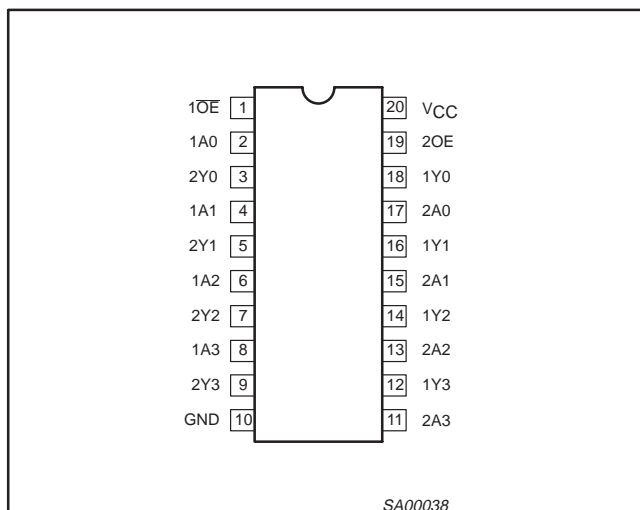 1O̅E̅ 1 20 VCC
1A0 2 19 2OE
2Y0 3 18 1Y0
1A1 4 17 2A0
2Y1 5 16 1Y1
1A2 6 15 2A1
2Y2 7 14 1Y2
1A3 8 13 2A2
2Y3 9 12 1Y3
GND 10 11 2A3
SA00038